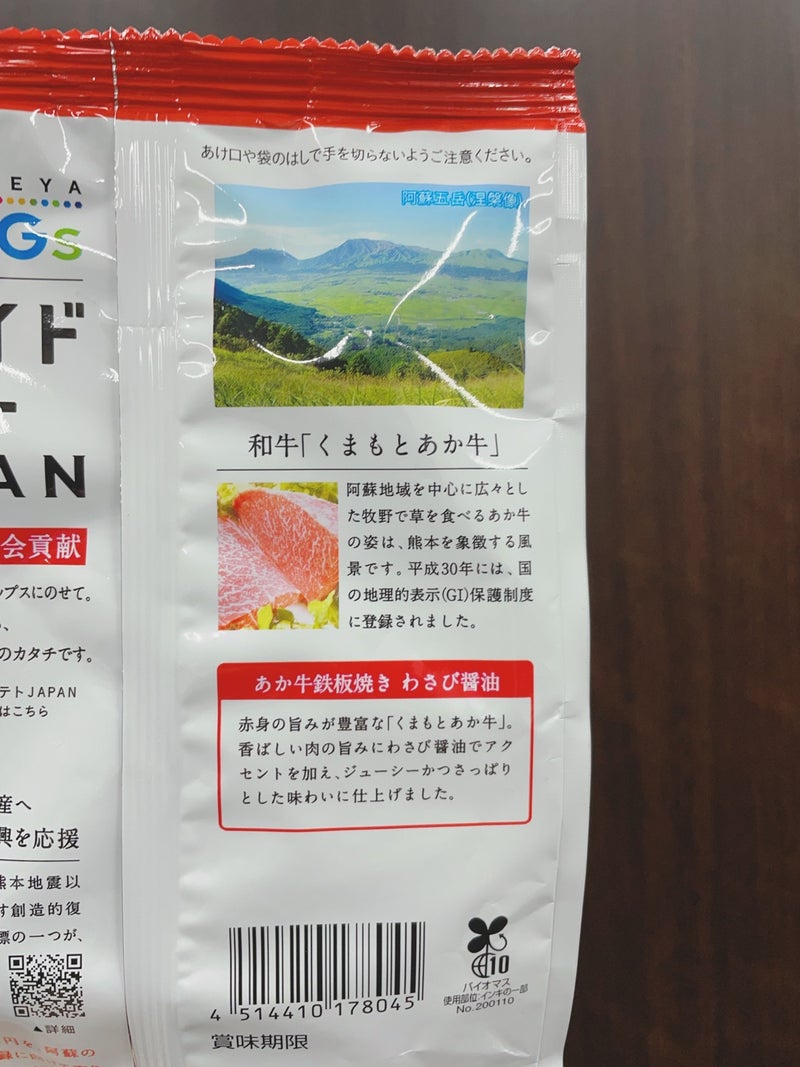 EYA
Gs
イド
AN
会貢献
ップスにのせて。
のカタチです。
テトJAPAN
はこちら
産へ
興を応援
熊本地震以
す創造的復
標の一つが、
▲詳細
円を、阿蘇の
あけ口や袋のはしで手を切らないようご注意ください。
阿蘇五岳(涅槃像)
和牛「くまもとあか牛」
阿蘇地域を中心に広々とし
た牧野で草を食べるあか牛
の姿は、熊本を象徴する風
景です。平成30年には、国
の地理的表示(GI)保護制度
に登録されました。
あか牛鉄板焼き わさび醤油
赤身の旨みが豊富な「くまもとあか牛」。
香ばしい肉の旨みにわさび醤油でアク
セントを加え、ジューシーかつさっぱり
とした味わいに仕上げました。
4 514410 178045
10
バイオマス
使用部位:インキの一部
No.200110
賞味期限